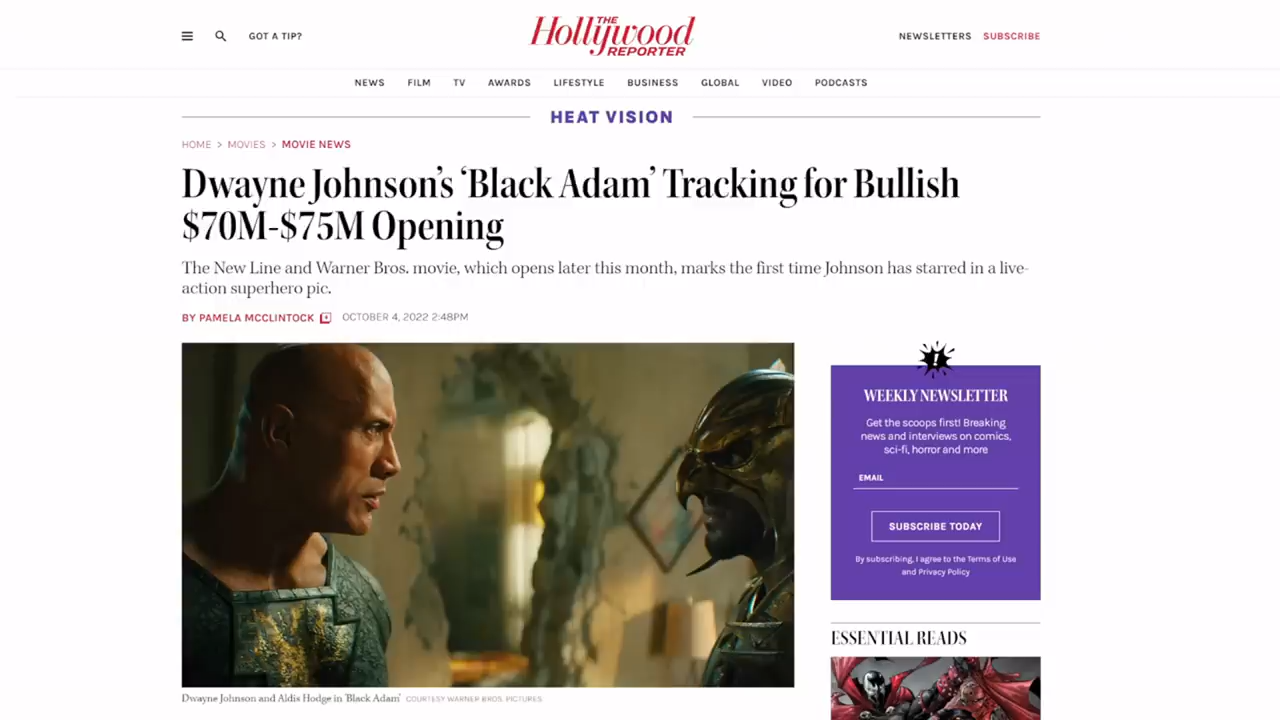 GOT A TIP?
THE
Hollywood
REPORTER
NEWSLETTERS SUBSCRIBE
NEWS FILM TV AWARDS LIFESTYLE BUSINESS GLOBAL VIDEO PODCASTS
HEAT VISION
HOME > MOVIES > MOVIE NEWS
Dwayne Johnson's ‘Black Adam’ Tracking for Bullish
$70M-$75M Opening
The New Line and Warner Bros. movie, which opens later this month, marks the first time Johnson has starred in a live-
action superhero pic.
BY PAMELA MCCLINTOCK OCTOBER 4, 2022 2:48PM
Dwayne Johnson and Aldis Hodge in ‘Black Adam’ COURTESY WARNER BROS. PICTURES
!
WEEKLY NEWSLETTER
Get the scoops first! Breaking
news and interviews on comics,
sci-fi, horror and more
EMAIL
SUBSCRIBE TODAY
By subscribing, I agree to the Terms of Use
and Privacy Policy
ESSENTIAL READS